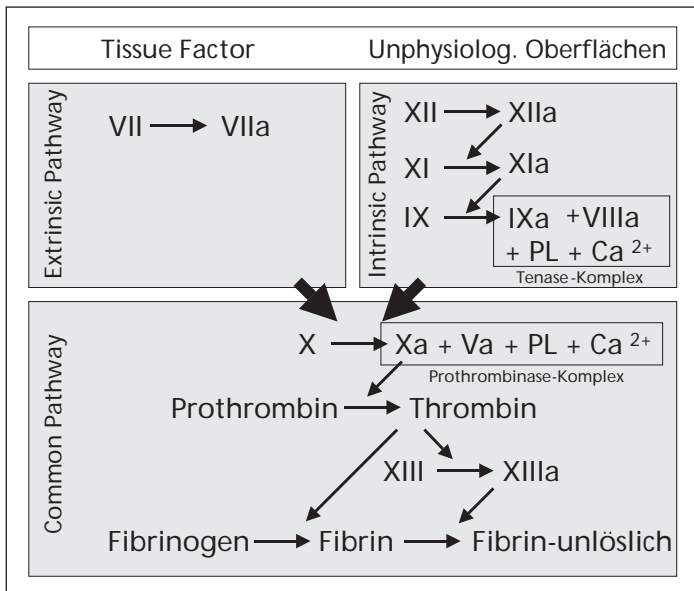 Tissue Factor
Unphysiolog. Oberflächen
Extrinsic Pathway
VII VIIa
Intrinsic Pathway
XII XIIa
XI XIa
IX IXa + VIIIa
+ PL + Ca 2+
Tenase-Komplex
Common Pathway
X Xa + Va + PL + Ca 2+
Prothrombinase-Komplex
Prothrombin Thrombin
XIII XIIIa
Fibrinogen Fibrin Fibrin-unlöslich